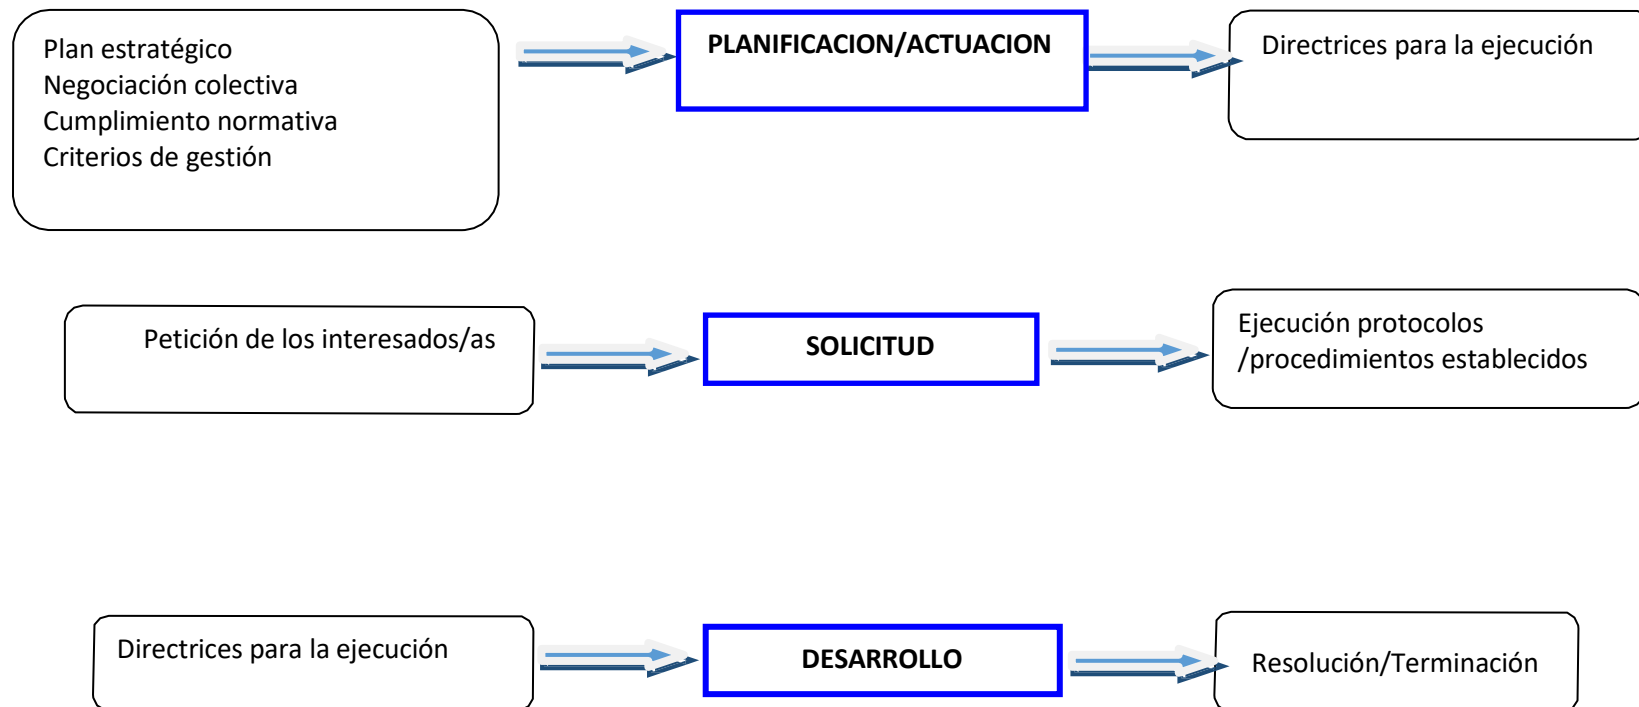 Plan estratégico
Negociación colectiva
Cumplimiento normativa
Criterios de gestión
PLANIFICACION/ACTUACION
Directrices para la ejecución
Petición de los interesados/as
SOLICITUD
Ejecución protocolos
/procedimientos establecidos
Directrices para la ejecución
DESARROLLO
Resolución/Terminación